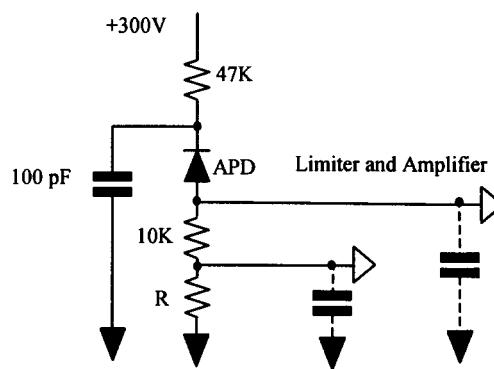 +300V
47K
100 pF
APD
Limiter and Amplifier
10K
R